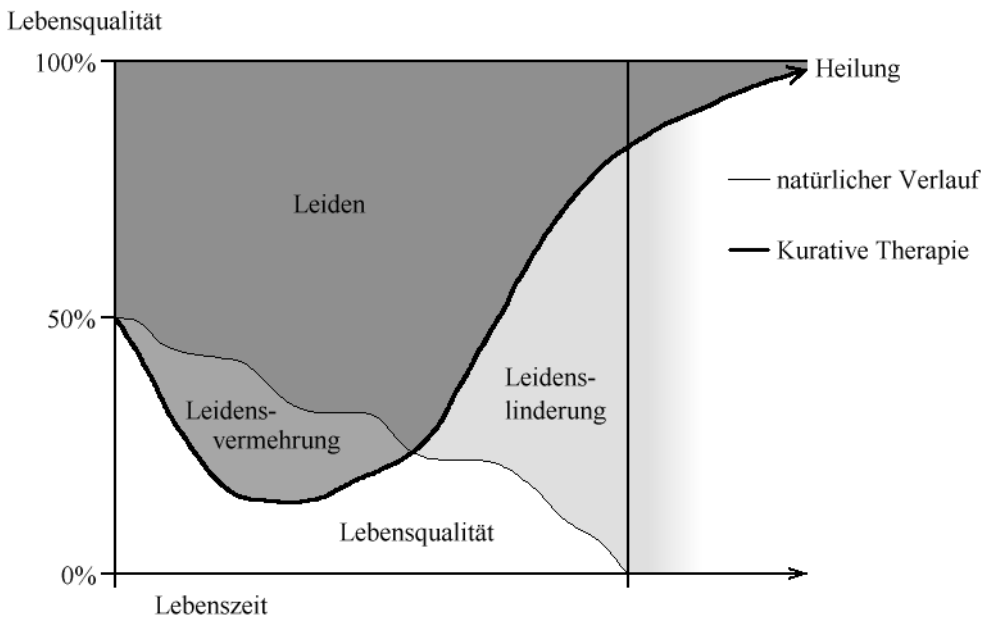 Lebensqualität
100%
Heilung
natürlicher Verlauf
Leiden
Kurative Therapie
50%
Leidens-
linderung
Leidens-
vermehrung
Lebensqualität
0%
Lebenszeit